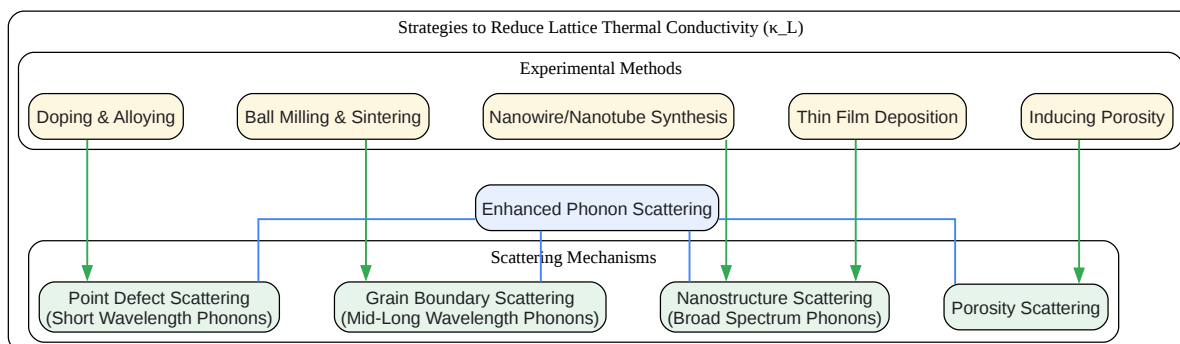 Strategies to Reduce Lattice Thermal Conductivity (κ_L)
Experimental Methods
Doping & Alloying
Ball Milling & Sintering
Nanowire/Nanotube Synthesis
Thin Film Deposition
Inducing Porosity
Enhanced Phonon Scattering
Scattering Mechanisms
Point Defect Scattering
(Short Wavelength Phonons)
Grain Boundary Scattering
(Mid-Long Wavelength Phonons)
Nanostructure Scattering
(Broad Spectrum Phonons)
Porosity Scattering